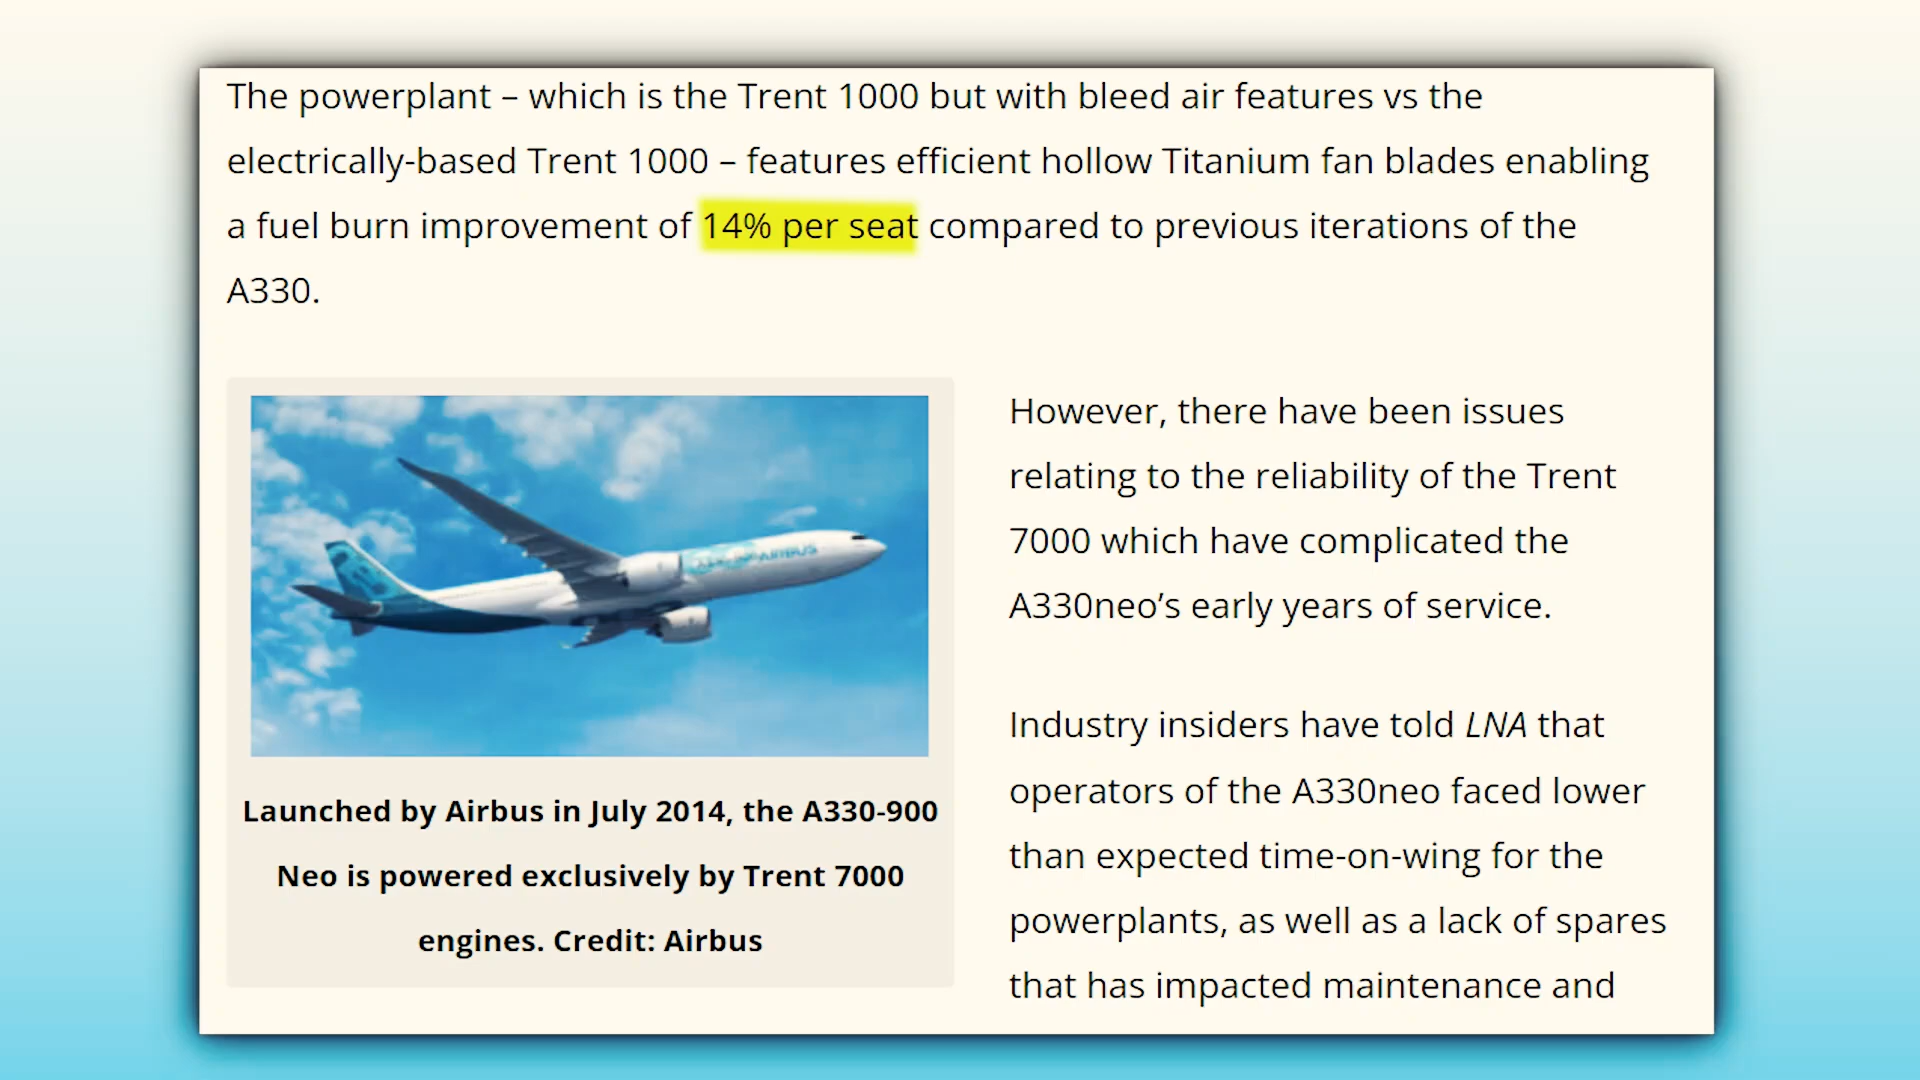 The powerplant – which is the Trent 1000 but with bleed air features vs the
electrically-based Trent 1000 – features efficient hollow Titanium fan blades enabling
a fuel burn improvement of 14% per seat compared to previous iterations of the
A330.
AIRBUS
Launched by Airbus in July 2014, the A330-900
Neo is powered exclusively by Trent 7000
engines. Credit: Airbus
However, there have been issues
relating to the reliability of the Trent
7000 which have complicated the
A330neo’s early years of service.
Industry insiders have told LNA that
operators of the A330neo faced lower
than expected time-on-wing for the
powerplants, as well as a lack of spares
that has impacted maintenance and